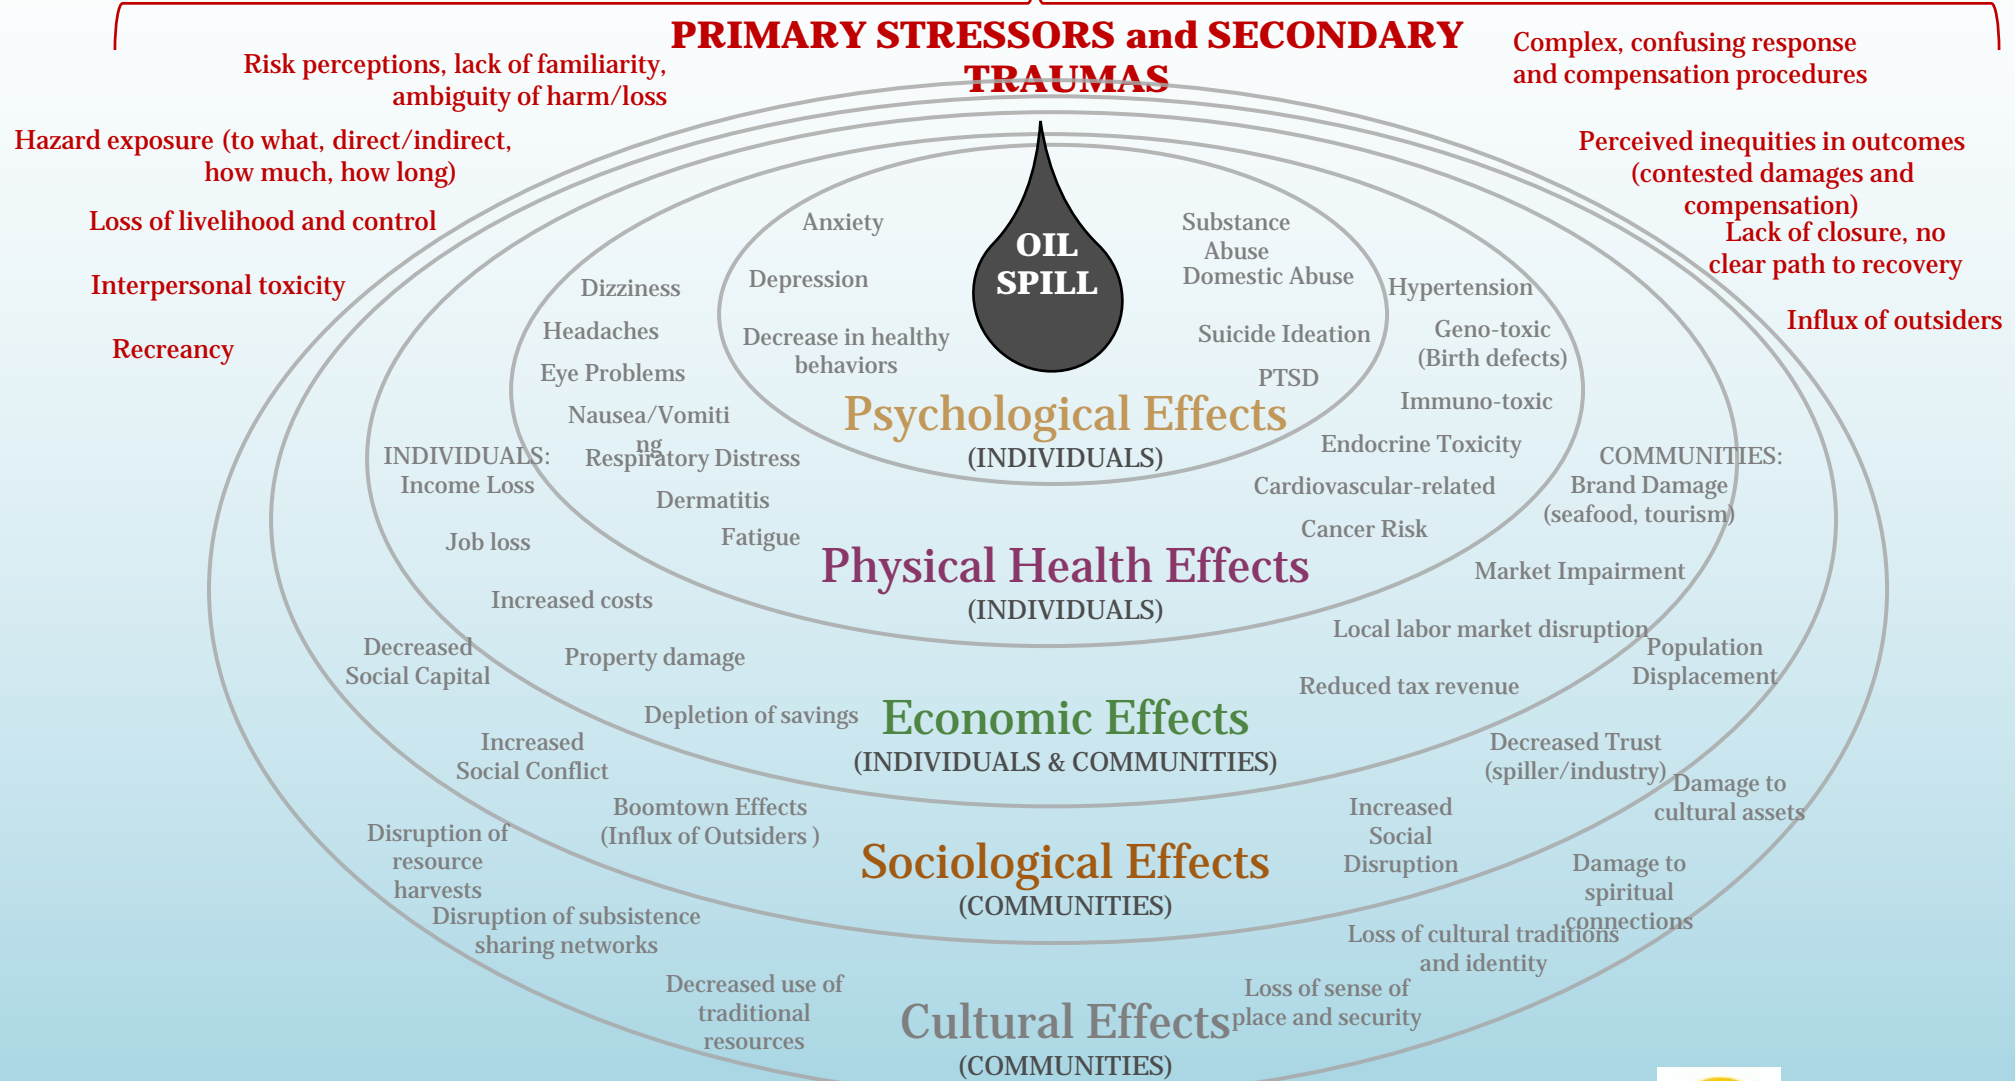 PRIMARY STRESSORS and SECONDARY
TRAUMAS
Risk perceptions, lack of familiarity,
ambiguity of harm/loss
Hazard exposure (to what, direct/indirect,
how much, how long)
Loss of livelihood and control
Interpersonal toxicity
Recreancy
Complex, confusing response
and compensation procedures
Perceived inequities in outcomes
(contested damages and
compensation)
Lack of closure, no
clear path to recovery
Influx of outsiders
OIL
SPILL
Anxiety
Depression
Decrease in healthy
behaviors
Substance
Abuse
Domestic Abuse
Suicide Ideation
PTSD
Psychological Effects
(INDIVIDUALS)
Dizziness
Headaches
Eye Problems
Nausea/Vomiti
ng
Respiratory Distress
Dermatitis
Fatigue
Hypertension
Geno-toxic
(Birth defects)
Immuno-toxic
Endocrine Toxicity
Cardiovascular-related
Cancer Risk
Physical Health Effects
(INDIVIDUALS)
INDIVIDUALS:
Income Loss
Job loss
Increased costs
Property damage
Depletion of savings
COMMUNITIES:
Brand Damage
(seafood, tourism)
Market Impairment
Local labor market disruption
Reduced tax revenue
Economic Effects
(INDIVIDUALS & COMMUNITIES)
Decreased
Social Capital
Increased
Social Conflict
Boomtown Effects
(Influx of Outsiders )
Population
Displacement
Decreased Trust
(spiller/industry)
Increased
Social
Disruption
Sociological Effects
(COMMUNITIES)
Disruption of
resource
harvests
Disruption of subsistence
sharing networks
Decreased use of
traditional
resources
Damage to
cultural assets
Damage to
spiritual
connections
Loss of cultural traditions
and identity
Loss of sense of
place and security
Cultural Effects
(COMMUNITIES)